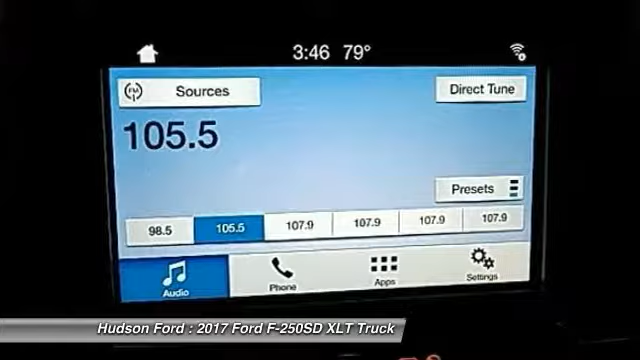 3:46 79°
FM Sources
Direct Tune
105.5
Presets
98.5 105.5 107.9 107.9 107.9 107.9
Audio Phone Apps Settings
Hudson Ford : 2017 Ford F-250SD XLT Truck